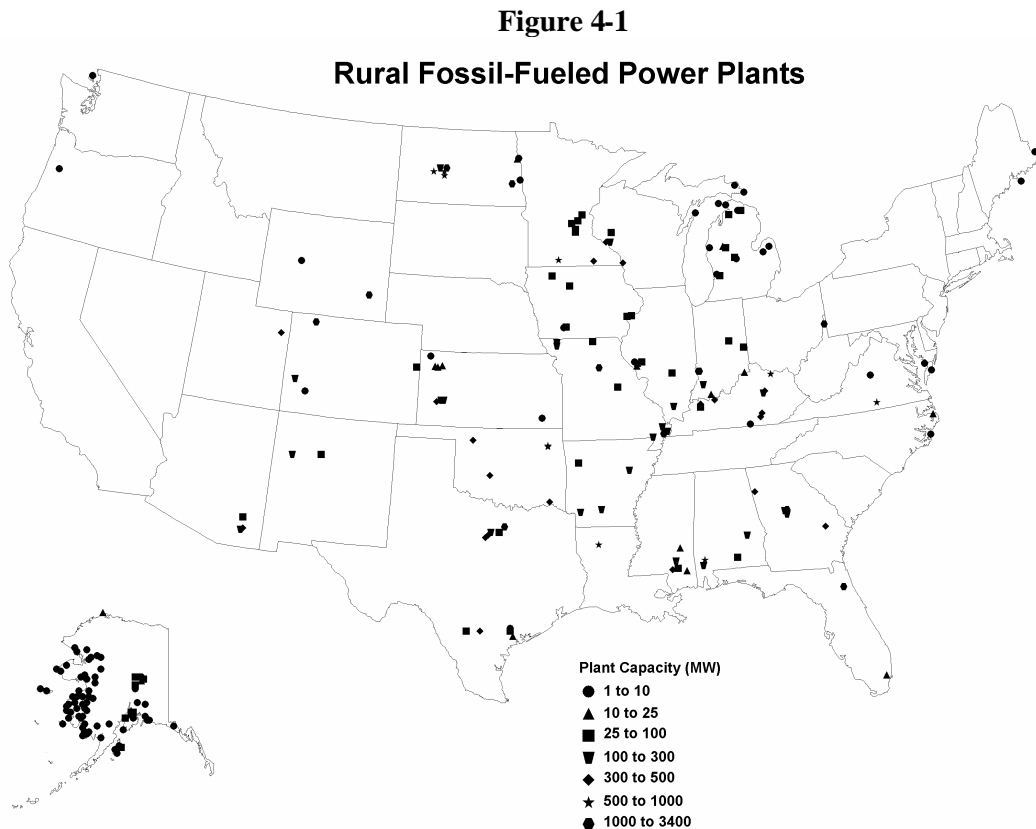 Figure 4-1
Rural Fossil-Fueled Power Plants
Plant Capacity (MW)
1 to 10
10 to 25
25 to 100
100 to 300
300 to 500
500 to 1000
1000 to 3400